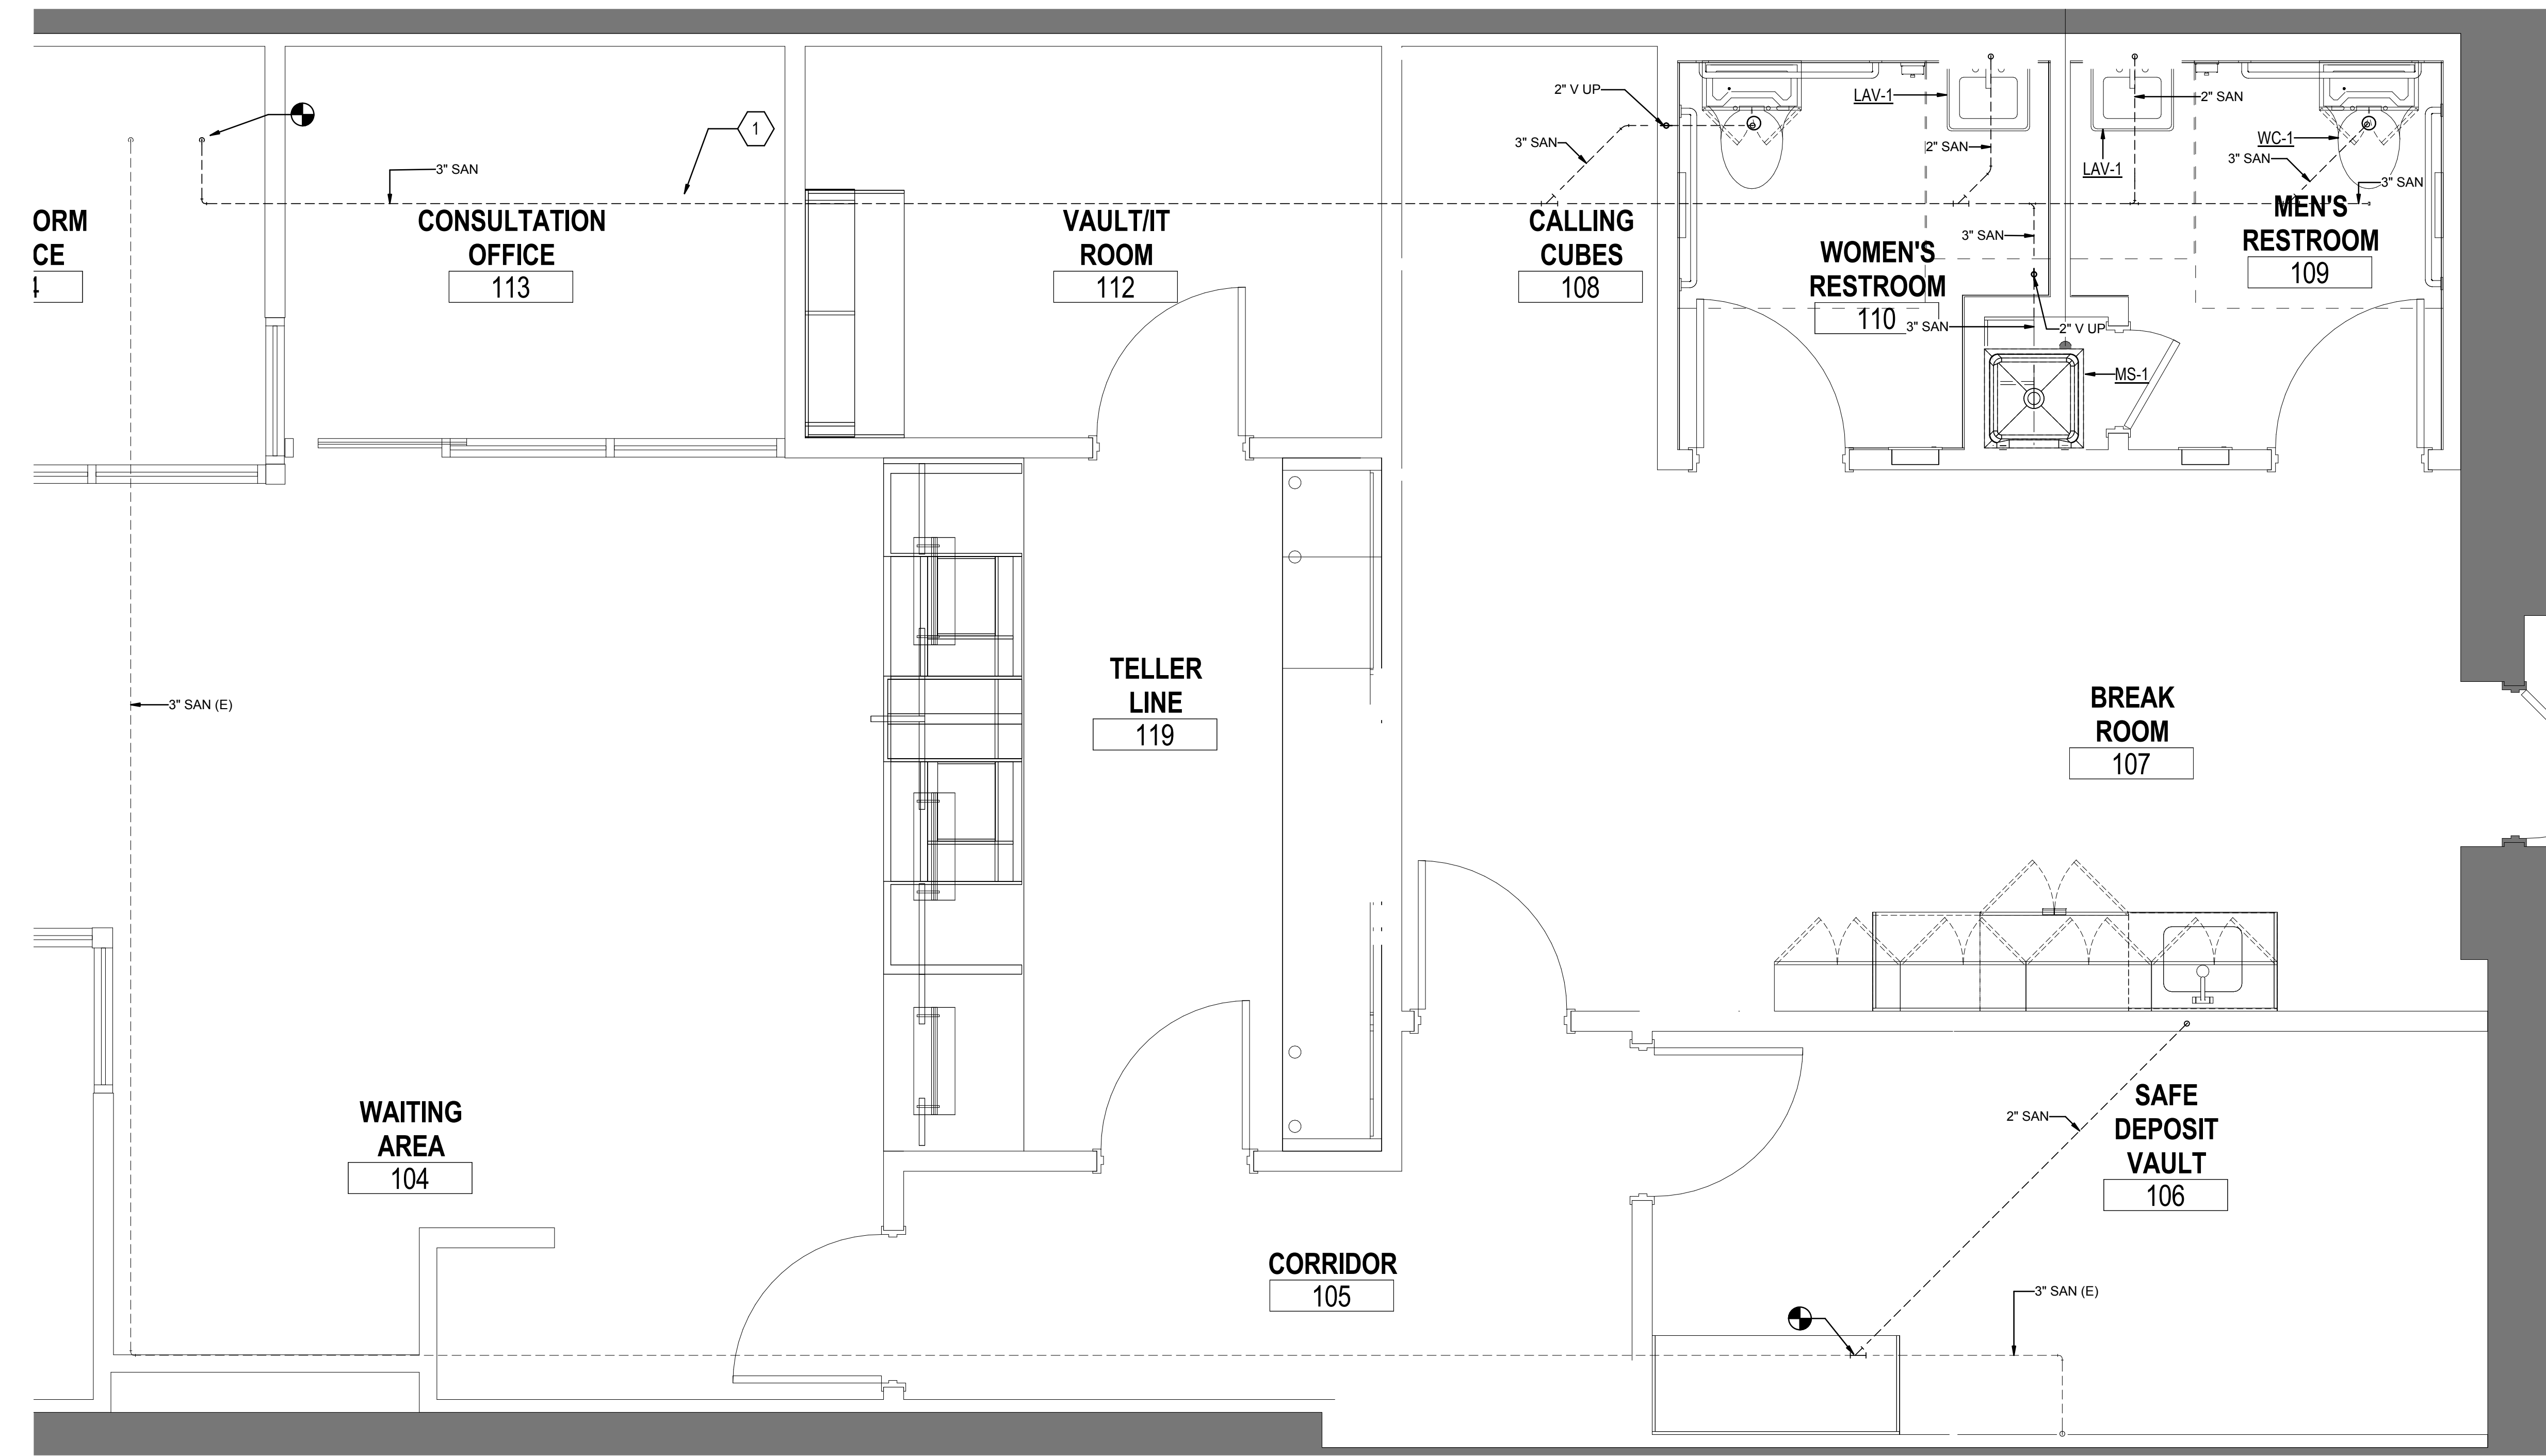 2" V UP
LAV-1
2" SAN
1
3" SAN
WC-1
3" SAN
2" SAN
LAV-1
3" SAN
3" SAN
ORM
CE
CONSULTATION
OFFICE
113
VAULT/IT
ROOM
112
CALLING
CUBES
108
WOMEN'S
RESTROOM
110
3" SAN
3" SAN
2" V UP
MEN'S
RESTROOM
109
MS-1
TELLER
LINE
119
BREAK
ROOM
107
3" SAN (E)
WAITING
AREA
104
SAFE
DEPOSIT
VAULT
106
2" SAN
CORRIDOR
105
3" SAN (E)